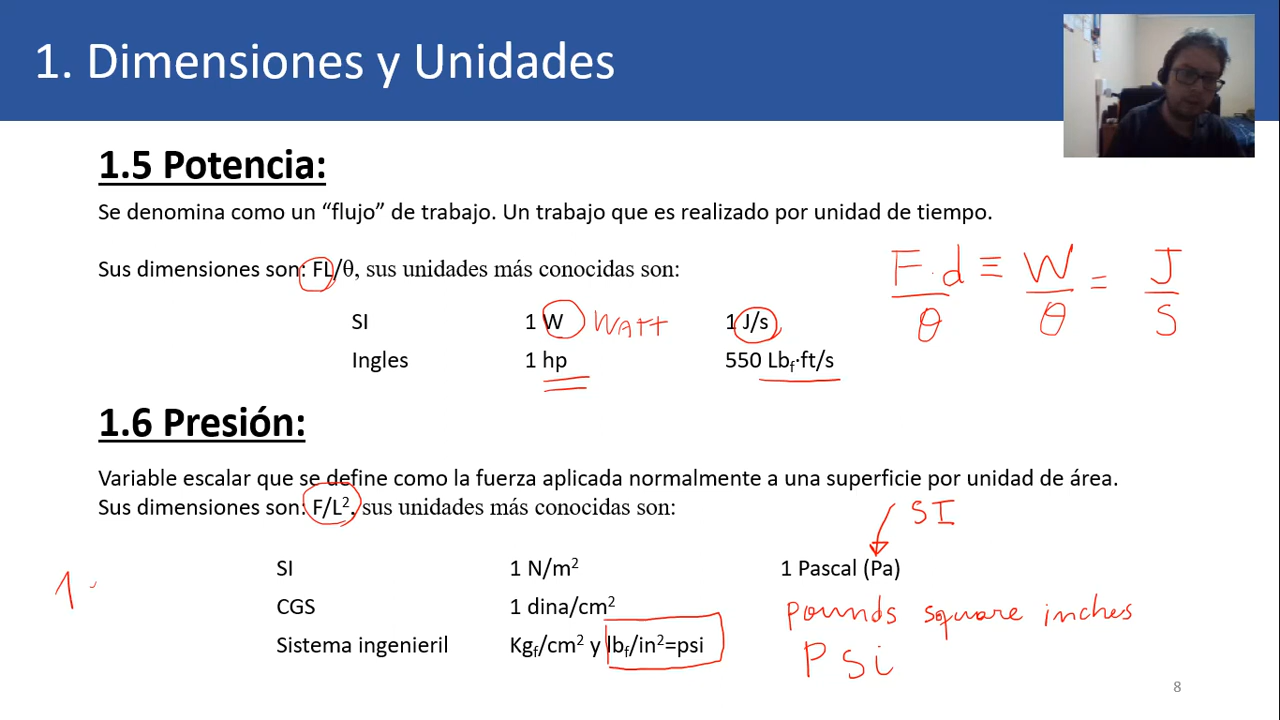 1. Dimensiones y Unidades
1.5 Potencia:
Se denomina como un “flujo” de trabajo. Un trabajo que es realizado por unidad de tiempo.
Sus dimensiones son: FL/θ, sus unidades más conocidas son:
F·d ≡ W = J
θ θ S
SI 1 W WATT 1 J/s
Ingles 1 hp 550 Lbf·ft/s
1.6 Presión:
Variable escalar que se define como la fuerza aplicada normalmente a una superficie por unidad de área.
Sus dimensiones son: F/L², sus unidades más conocidas son:
SI
SI 1 N/m² 1 Pascal (Pa)
1
CGS 1 dina/cm² pounds square inches
Sistema ingenieril Kgf/cm² y lbf/in²=psi Psi
8